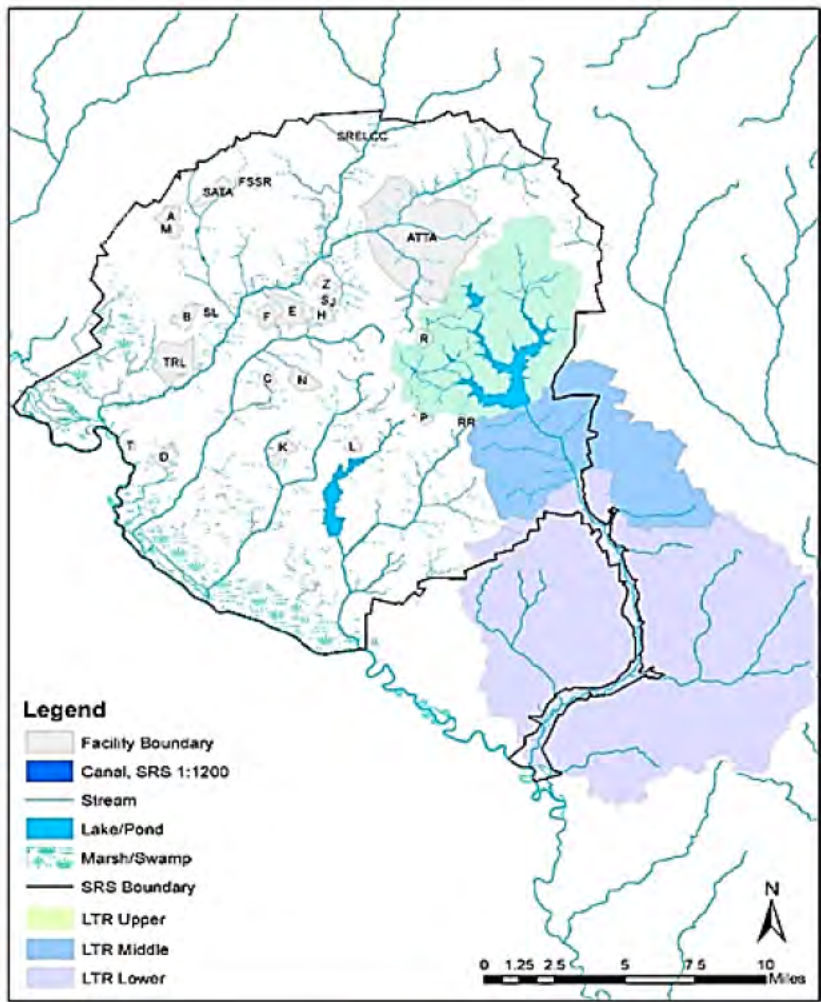 SRELCC
FSSR
SATA
A
M
ATTA
Z
SJ
B SL F E H
R
TRL
C N
P RR
T D K L
Legend
Facility Boundary
Canal, SRS 1:1200
Stream
Lake/Pond
Marsh/Swamp
SRS Boundary
LTR Upper
LTR Middle
LTR Lower
N
0 1.25 2.5 5 7.5 10
Miles